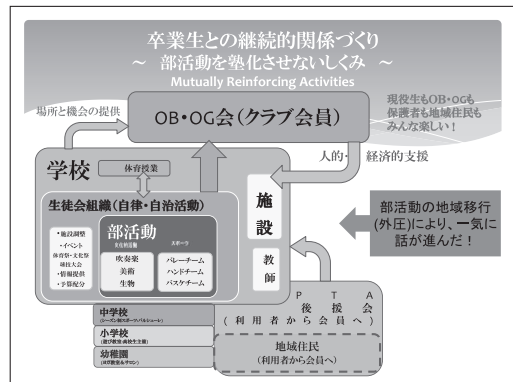 卒業生との継続的関係づくり
～ 部活動を塾化させないしくみ ～
Mutually Reinforcing Activities
場所と機会の提供
OB・OG会(クラブ会員)
現役生もOB・OGも
保護者も地域住民も
みんな楽しい！
人的・経済的支援
学校
体育授業
生徒会組織(自律・自治活動)
・施設調整
・イベント
体育祭・文化祭
球技大会
・情報提供
・予算配分
部活動
文化的活動
スポーツ
吹奏楽
美術
生物
バレーチーム
ハンドチーム
バスケチーム
施設
教師
部活動の地域移行
(外圧)により、一気に
話が進んだ！
中学校
小学校
幼稚園
PTA
後援会
(利用者から会員へ)
地域住民
(利用者から会員へ)